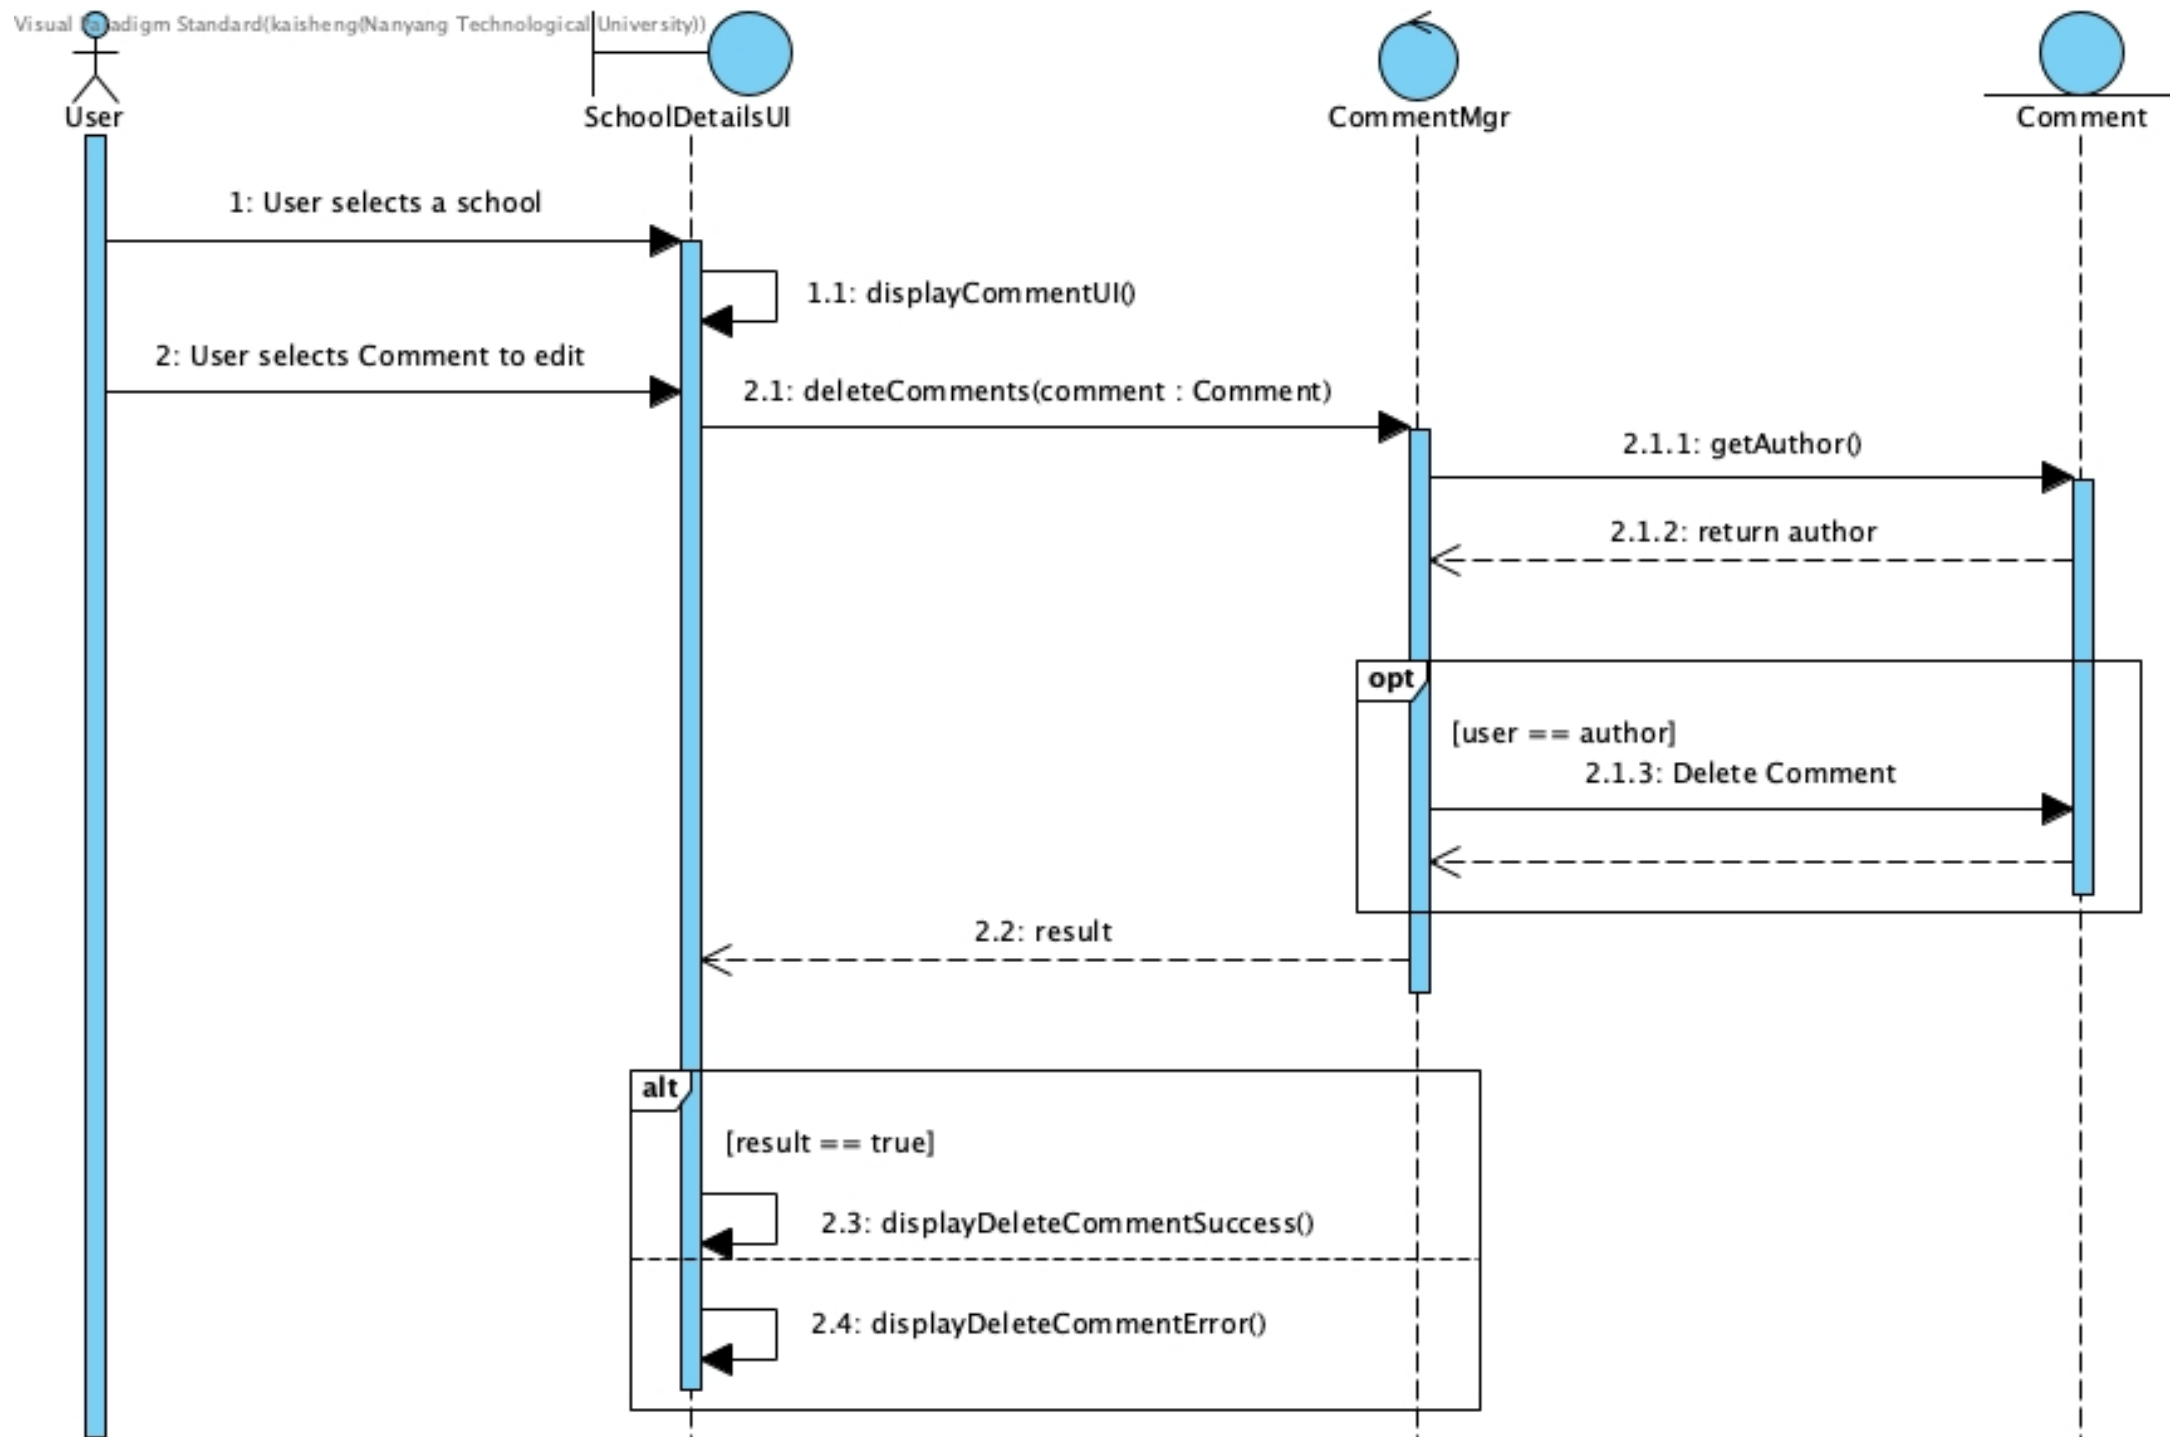 Visual Paradigm Standard(kaisheng(Nanyang Technological University))
User
SchoolDetailsUI
CommentMgr
Comment
1: User selects a school
1.1: displayCommentUI()
2: User selects Comment to edit
2.1: deleteComments(comment : Comment)
2.1.1: getAuthor()
2.1.2: return author
opt
[user == author]
2.1.3: Delete Comment
2.2: result
alt
[result == true]
2.3: displayDeleteCommentSuccess()
2.4: displayDeleteCommentError()